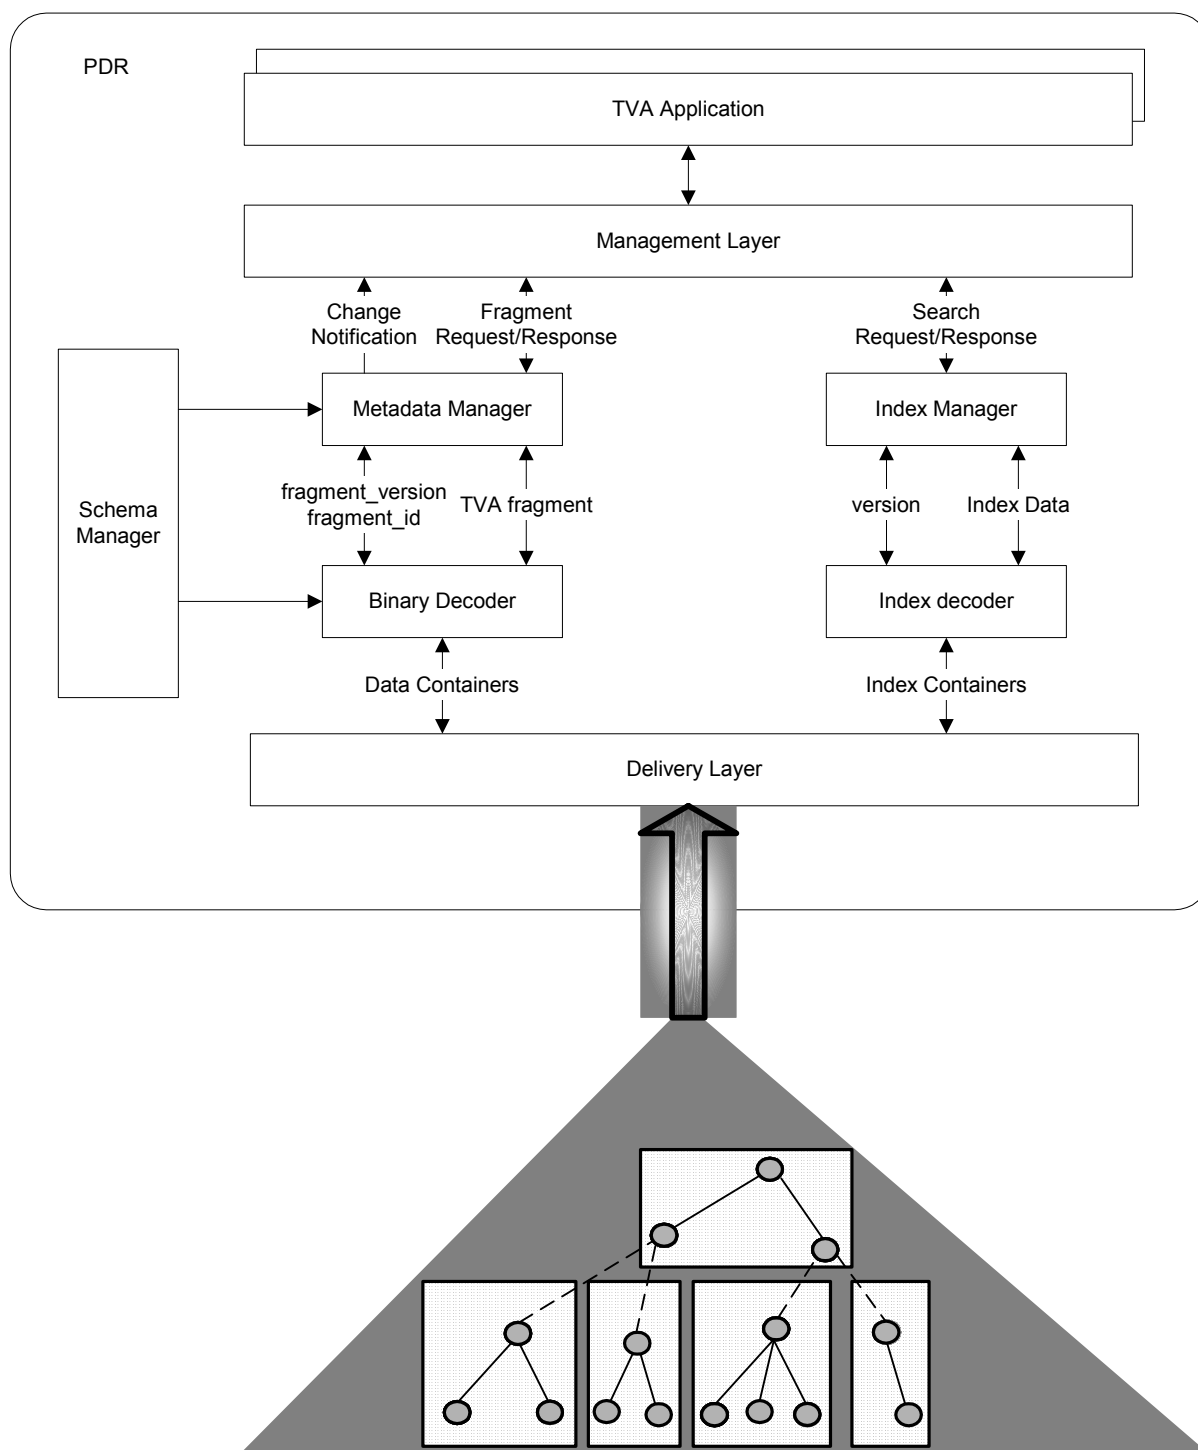 PDR
TVA Application
Management Layer
Change
Notification
Fragment
Request/Response
Search
Request/Response
Schema
Manager
Metadata Manager
Index Manager
fragment_version
fragment_id
TVA fragment
version
Index Data
Binary Decoder
Index decoder
Data Containers
Index Containers
Delivery Layer